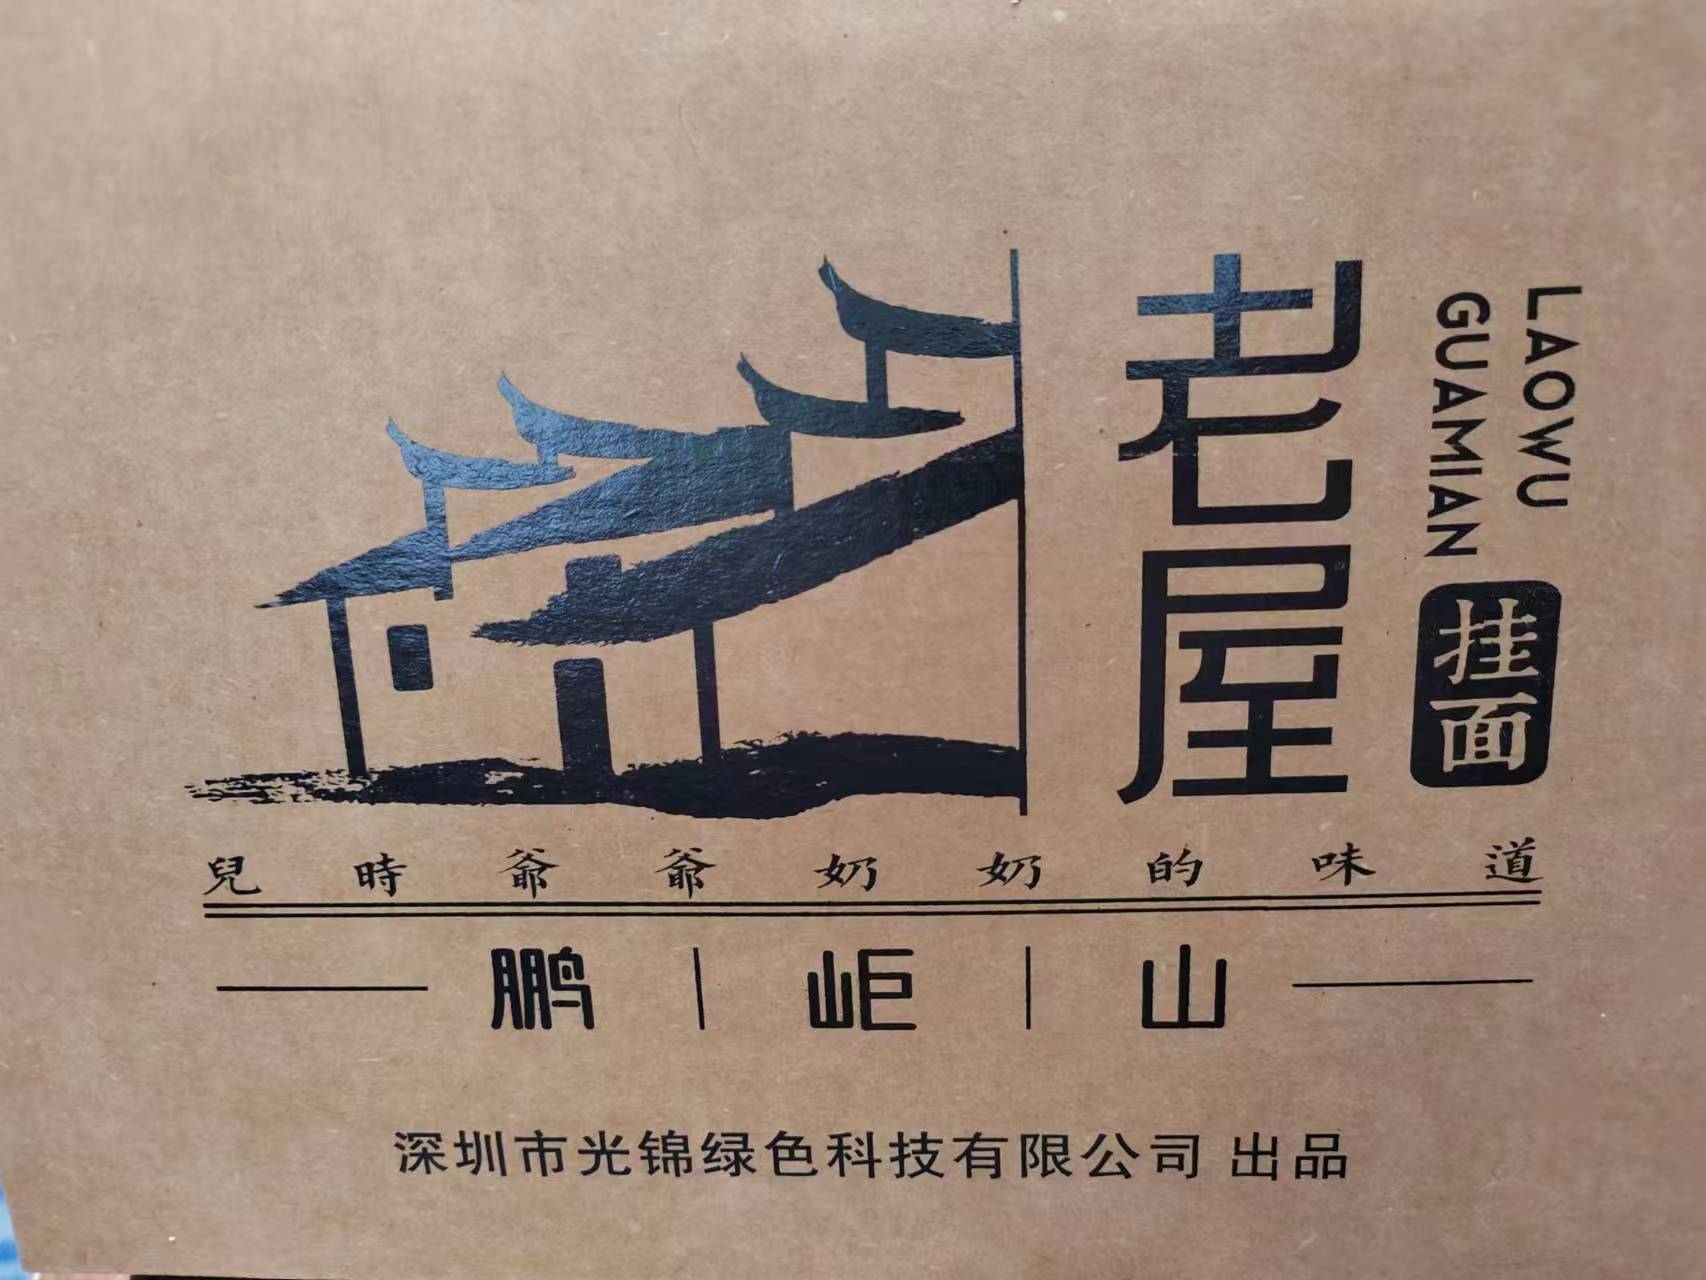 老屋
LAOWU
GUAMIAN
挂面
兒時爺爺奶奶的味道
鹏岠山
深圳市光锦绿色科技有限公司 出品